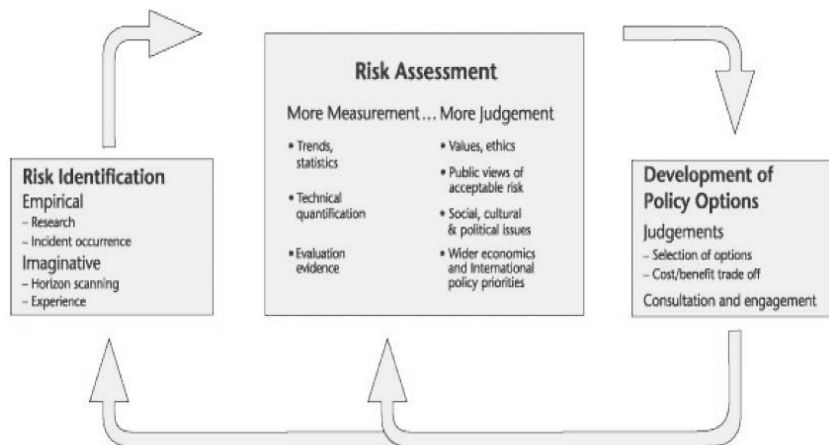 Risk Assessment
More Measurement… More Judgement
• Trends,
statistics
• Technical
quantification
• Evaluation
evidence
• Values, ethics
• Public views of
acceptable risk
• Social, cultural
& political issues
• Wider economics
and International
policy priorities
Risk Identification
Empirical
– Research
– Incident occurrence
Imaginative
– Horizon scanning
– Experience
Development of
Policy Options
Judgements
– Selection of options
– Cost/benefit trade off
Consultation and engagement